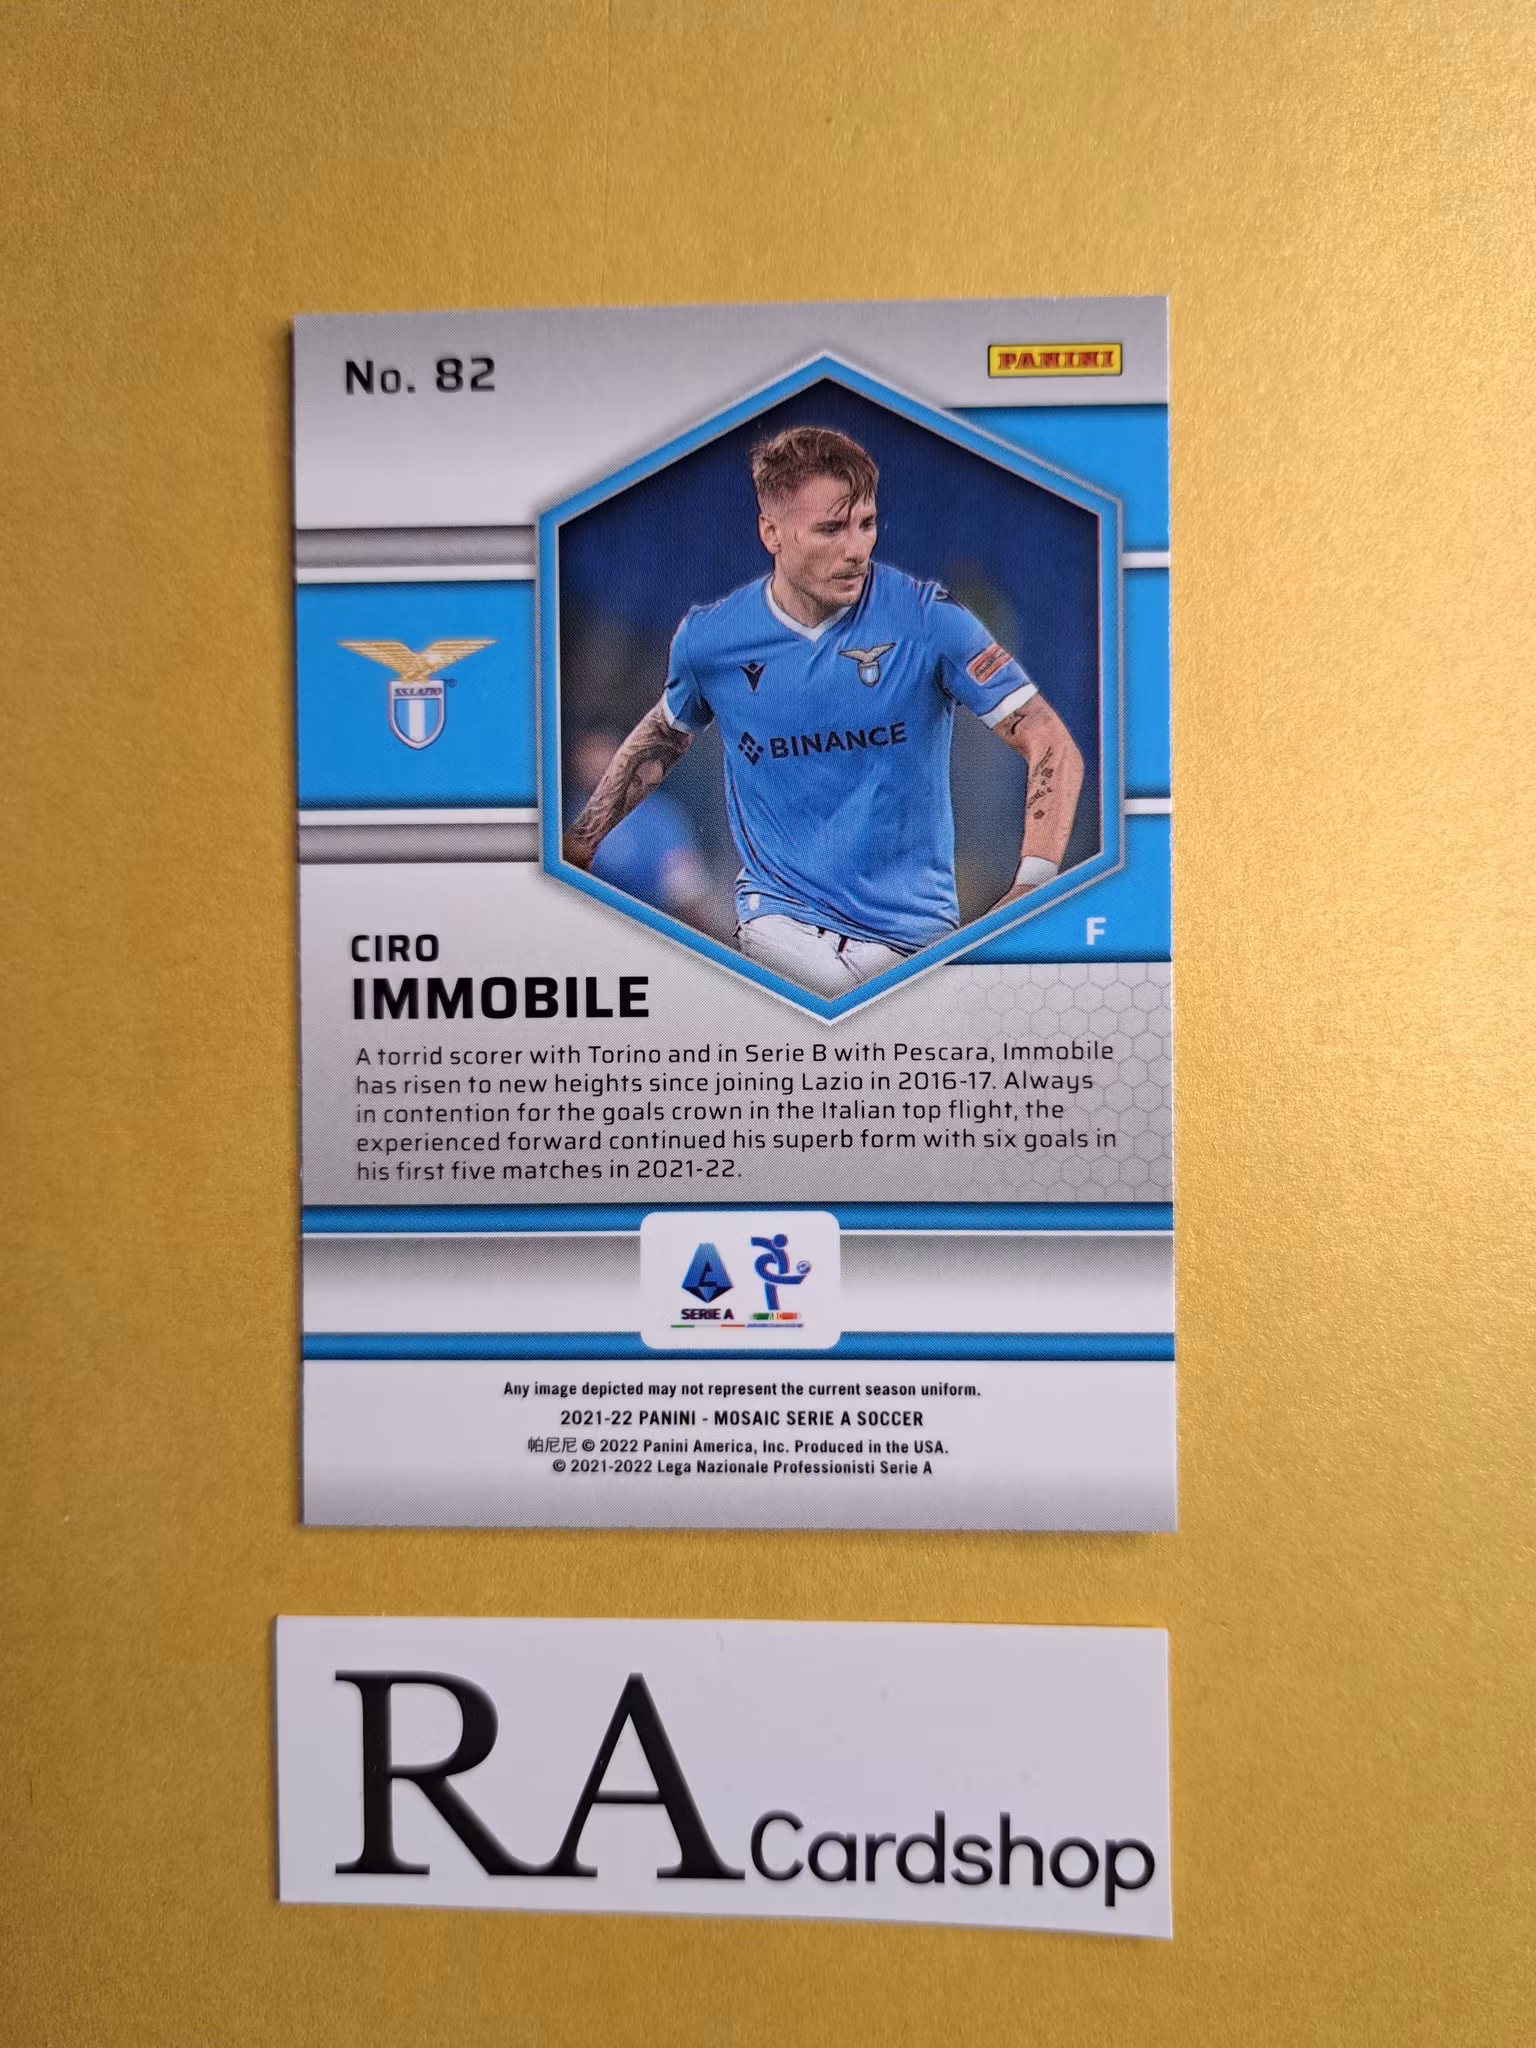 No. 82
PANINI
S.S.LAZIO
BINANCE
F
CIRO
IMMOBILE
A torrid scorer with Torino and in Serie B with Pescara, Immobile
has risen to new heights since joining Lazio in 2016-17. Always
in contention for the goals crown in the Italian top flight, the
experienced forward continued his superb form with six goals in
his first five matches in 2021-22.
SERIE A
Any image depicted may not represent the current season uniform.
2021-22 PANINI - MOSAIC SERIE A SOCCER
帕尼尼 © 2022 Panini America, Inc. Produced in the USA.
© 2021-2022 Lega Nazionale Professionisti Serie A
RA Cardshop